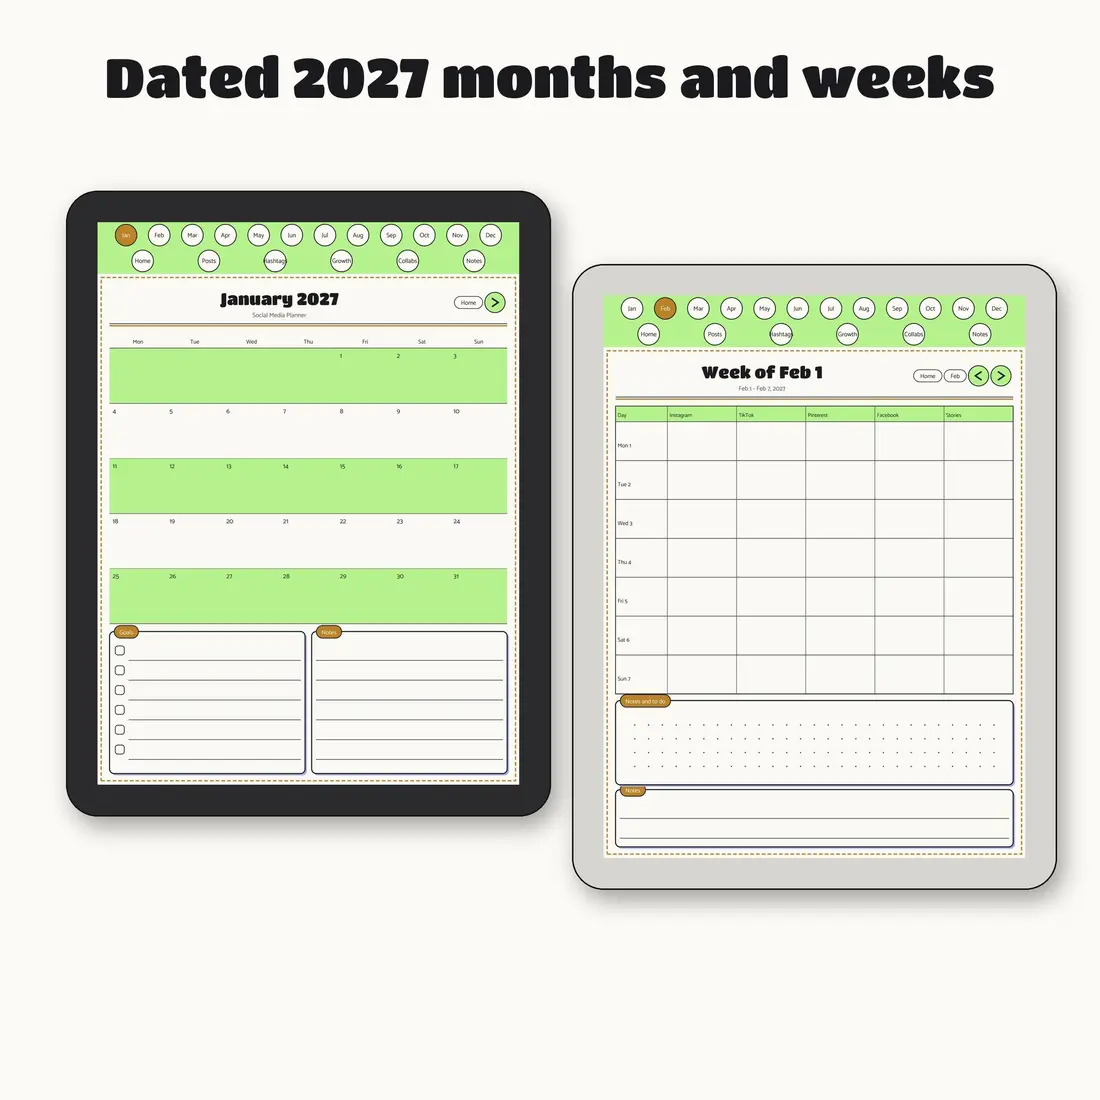 Dated 2027 months and weeks
Jan Feb Mar Apr May Jun Jul Aug Sep Oct Nov Dec
Home Posts Hashtags Growth Collabs Notes
January 2027
Home >
Social Media Planner
Mon Tue Wed Thu Fri Sat Sun
1 2 3
4 5 6 7 8 9 10
11 12 13 14 15 16 17
18 19 20 21 22 23 24
25 26 27 28 29 30 31
Goals Notes
Jan Feb Mar Apr May Jun Jul Aug Sep Oct Nov Dec
Home Posts Hashtags Growth Collabs Notes
Week of Feb 1
Home Feb < >
Feb 1 - Feb 7, 2027
Day Instagram TikTok Pinterest Facebook Stories
Mon 1
Tue 2
Wed 3
Thu 4
Fri 5
Sat 6
Sun 7
Notes and to do
Notes